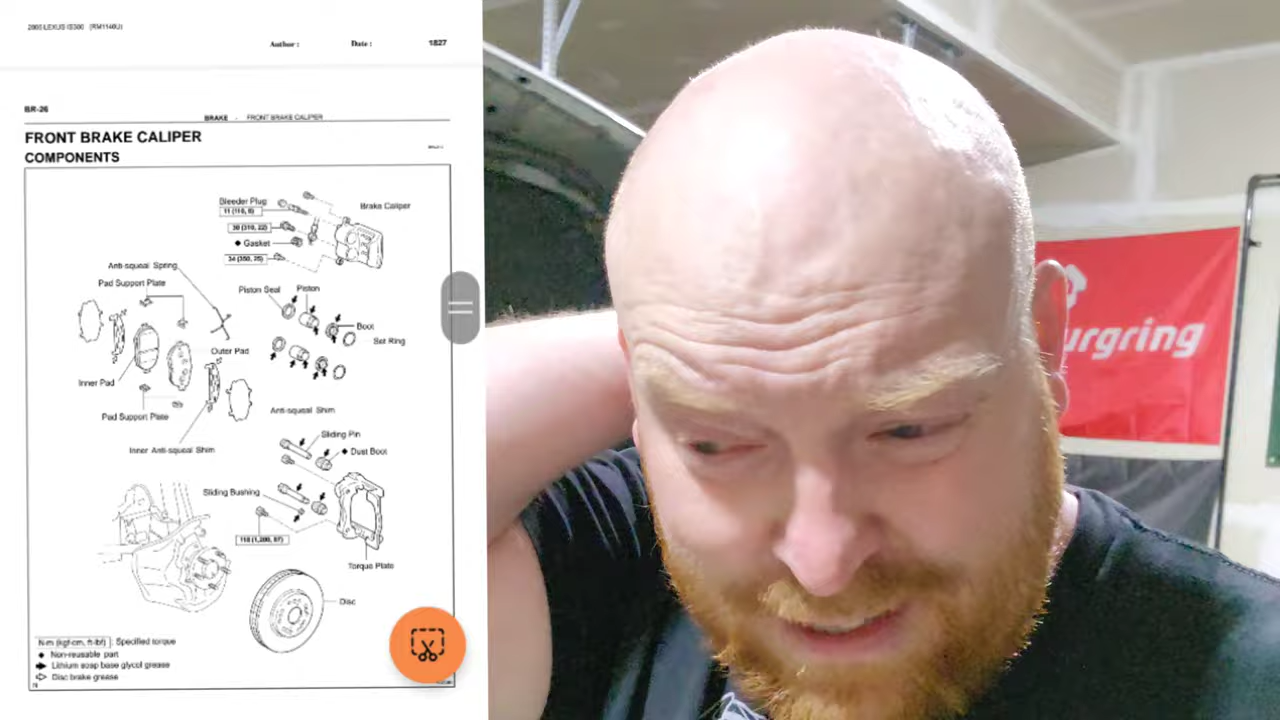 2005 LEXUS IS300 (RM1140U)
Author : Date : 1827
BR-26
BRAKE - FRONT BRAKE CALIPER
FRONT BRAKE CALIPER
COMPONENTS
Bleeder Plug
11 (110, 8)
Brake Caliper
30 (310, 22)
Gasket
34 (350, 25)
Anti-squeal Spring
Pad Support Plate
Piston Seal
Piston
Boot
Set Ring
Outer Pad
Inner Pad
Pad Support Plate
Anti-squeal Shim
Inner Anti-squeal Shim
Sliding Pin
Dust Boot
Sliding Bushing
118 (1,200, 87)
Torque Plate
Disc
N·m (kgf·cm, ft·lbf) : Specified torque
Non-reusable part
Lithium soap base glycol grease
Disc brake grease
urgring